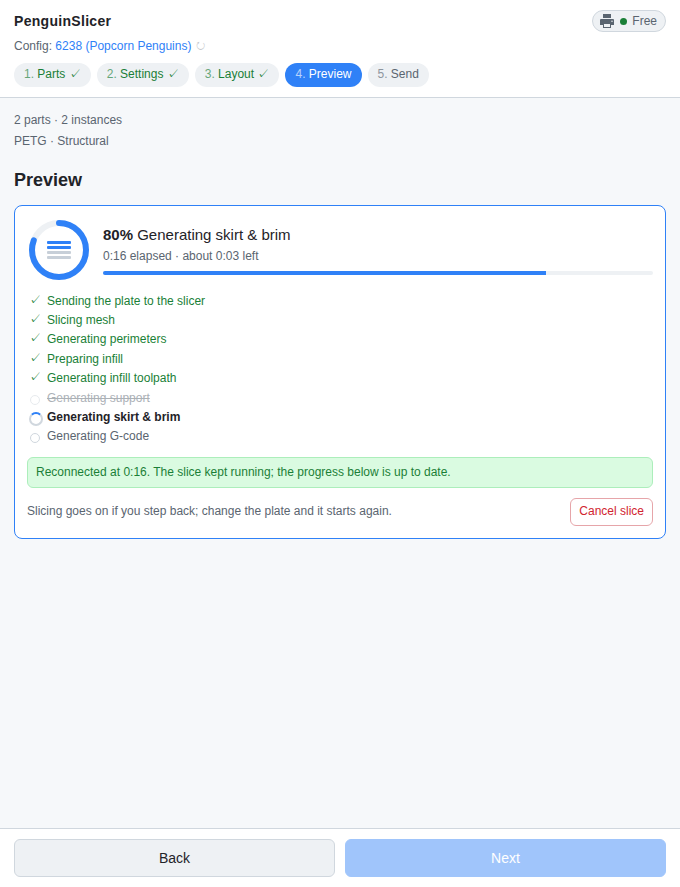 PenguinSlicer
Free
Config: 6238 (Popcorn Penguins)
1. Parts ✓
2. Settings ✓
3. Layout ✓
4. Preview
5. Send
2 parts · 2 instances
PETG · Structural
Preview
80% Generating skirt & brim
0:16 elapsed · about 0:03 left
✓ Sending the plate to the slicer
✓ Slicing mesh
✓ Generating perimeters
✓ Preparing infill
✓ Generating infill toolpath
Generating support
Generating skirt & brim
Generating G-code
Reconnected at 0:16. The slice kept running; the progress below is up to date.
Slicing goes on if you step back; change the plate and it starts again.
Cancel slice
Back
Next